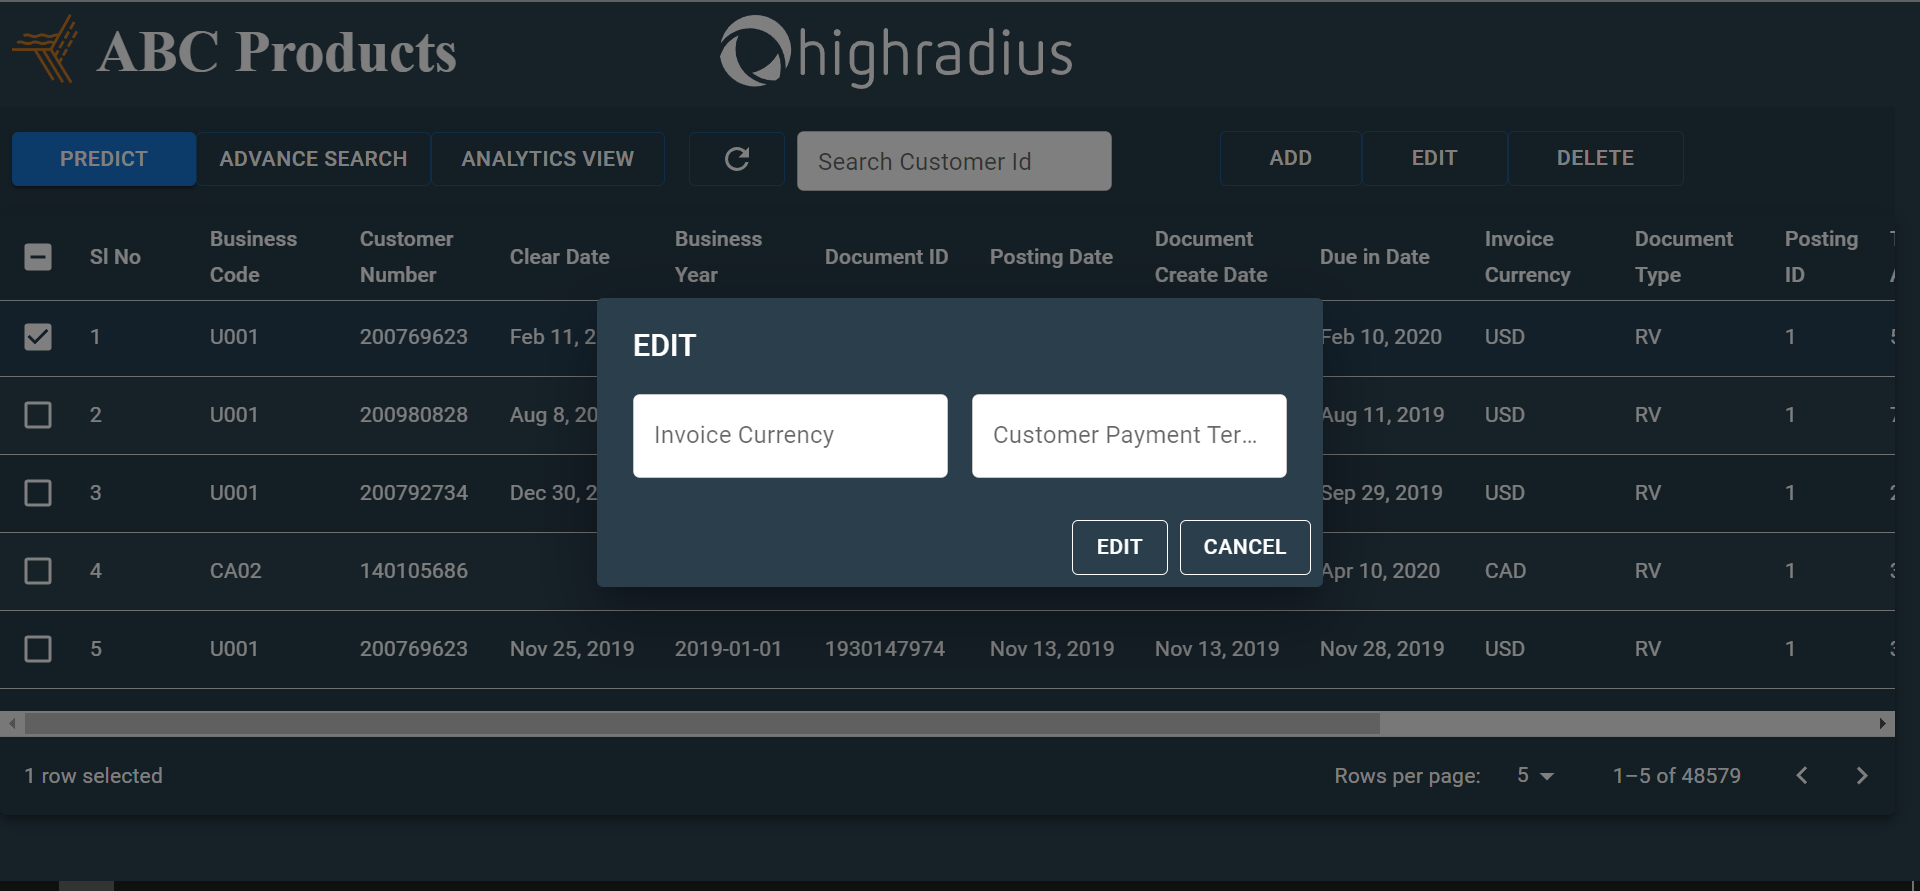 ABC Products
highradius
PREDICT
ADVANCE SEARCH
ANALYTICS VIEW
Search Customer Id
ADD
EDIT
DELETE
Sl No
Business
Code
Customer
Number
Clear Date
Business
Year
Document ID
Posting Date
Document
Create Date
Due in Date
Invoice
Currency
Document
Type
Posting
ID
1 U001 200769623 Feb 11, 2 Feb 10, 2020 USD RV 1
2 U001 200980828 Aug 8, 20 Aug 11, 2019 USD RV 1
3 U001 200792734 Dec 30, 2 Sep 29, 2019 USD RV 1
4 CA02 140105686 Apr 10, 2020 CAD RV 1
5 U001 200769623 Nov 25, 2019 2019-01-01 1930147974 Nov 13, 2019 Nov 13, 2019 Nov 28, 2019 USD RV 1
EDIT
Invoice Currency
Customer Payment Ter...
EDIT
CANCEL
1 row selected
Rows per page: 5
1–5 of 48579